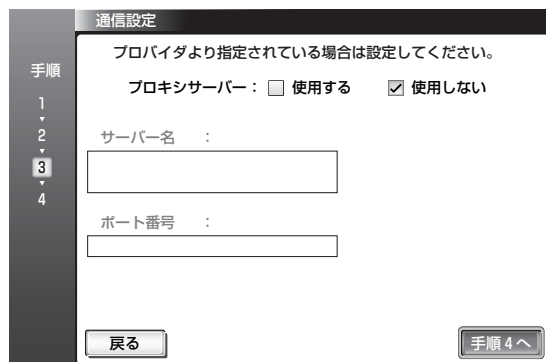 通信設定
プロバイダより指定されている場合は設定してください。
手順
1
2
3
4
プロキシサーバー： 使用する 使用しない
サーバー名 ：
ポート番号 ：
戻る
手順 4 へ